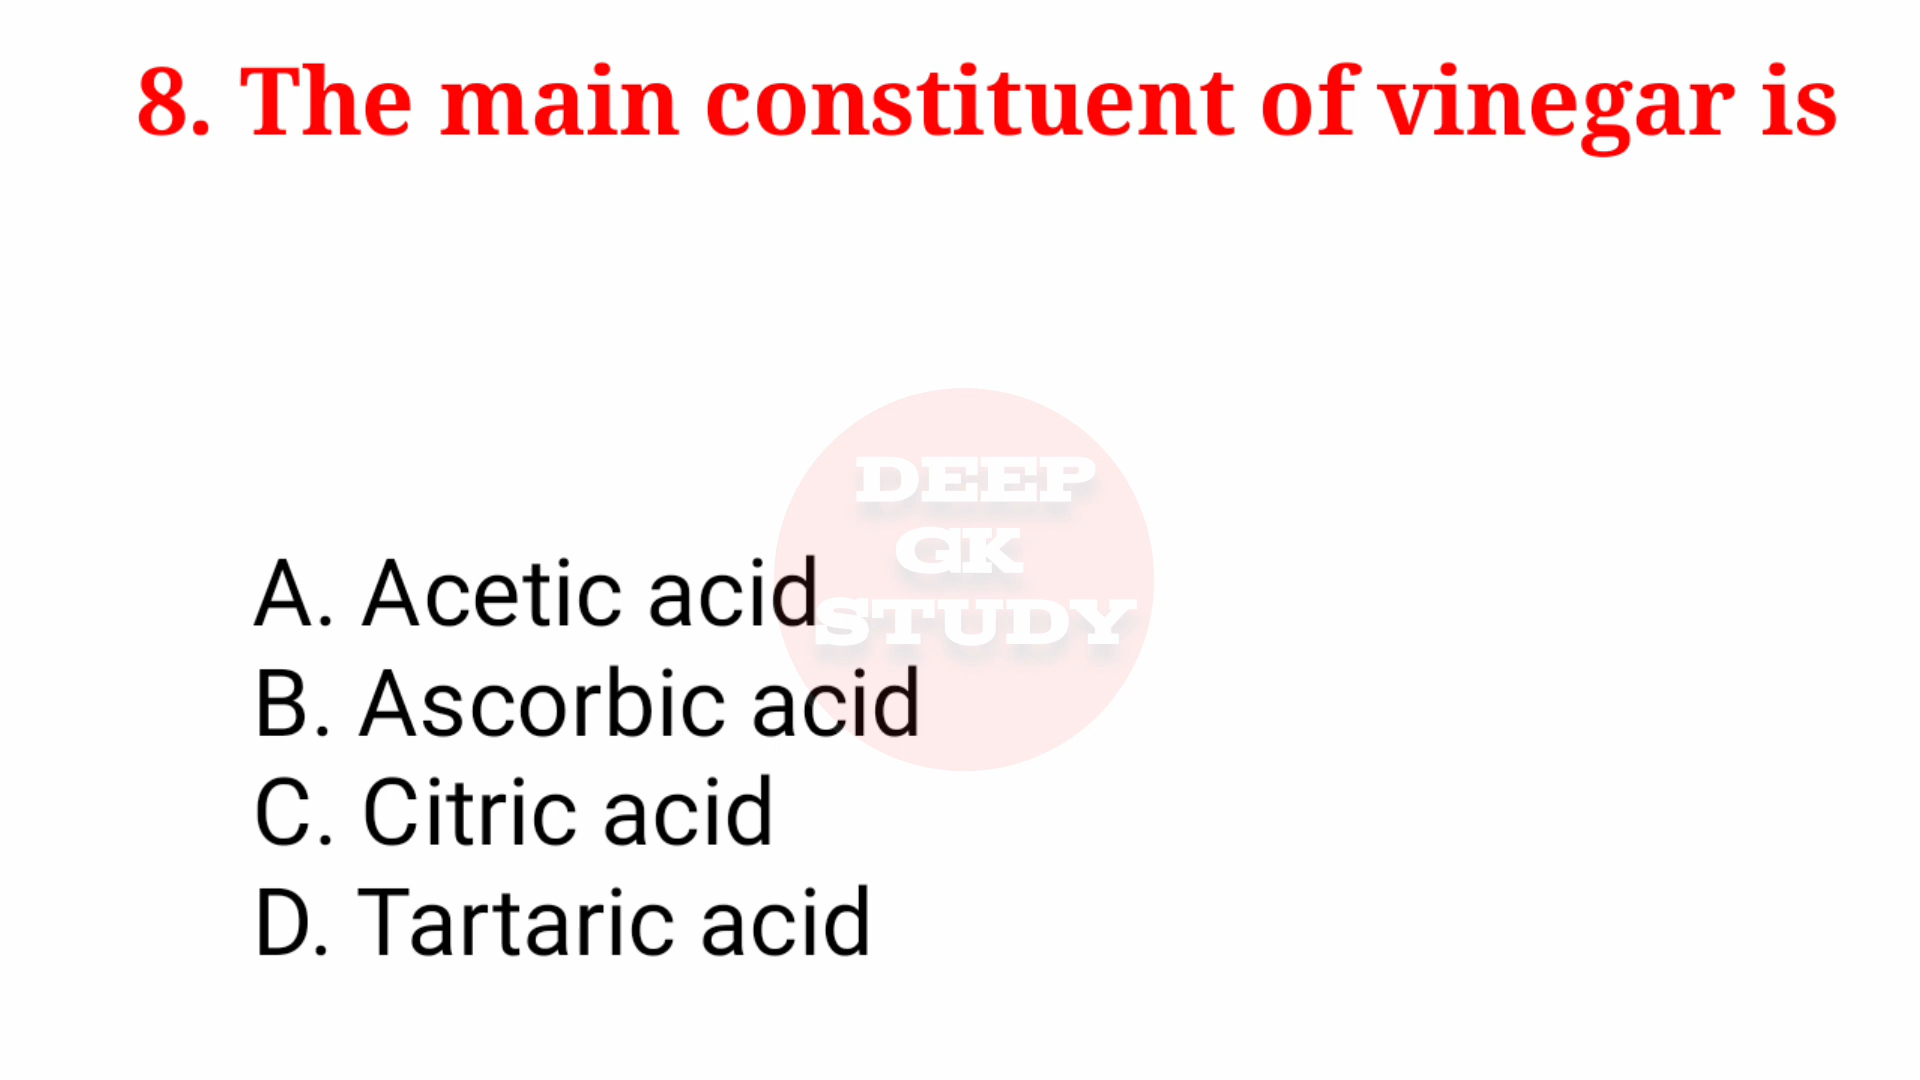 8. The main constituent of vinegar is
DEEP
GK
STUDY
A. Acetic acid
B. Ascorbic acid
C. Citric acid
D. Tartaric acid